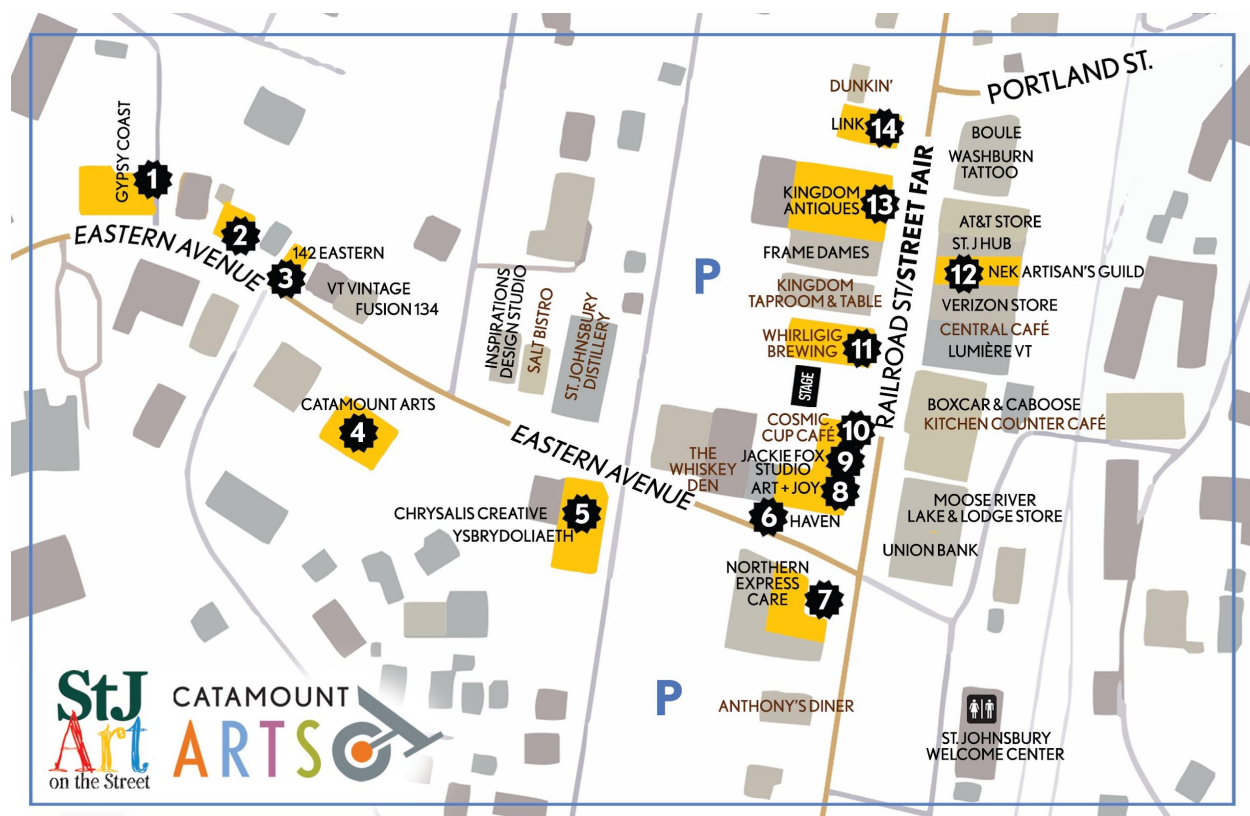 PORTLAND ST.
DUNKIN'
LINK
14
BOULE
WASHBURN
TATTOO
GYPSY COAST
1
KINGDOM
ANTIQUES
13
RAILROAD ST/STREET FAIR
AT&T STORE
ST. J HUB
EASTERN AVENUE
2
142 EASTERN
3
VT VINTAGE
FUSION 134
FRAME DAMES
12
NEK ARTISAN'S GUILD
P
KINGDOM
TAPROOM & TABLE
VERIZON STORE
CENTRAL CAFÉ
LUMIÈRE VT
INSPIRATIONS
DESIGN STUDIO
SALT BISTRO
ST. JOHNSBURY
DISTILLERY
WHIRLIGIG
BREWING
11
STAGE
CATAMOUNT ARTS
4
BOXCAR & CABOOSE
KITCHEN COUNTER CAFÉ
COSMIC
CUP CAFÉ
10
EASTERN AVENUE
THE
WHISKEY
DEN
JACKIE FOX
STUDIO
9
ART + JOY
8
6
HAVEN
CHRYSALIS CREATIVE
YSBRYDOLIAETH
5
MOOSE RIVER
LAKE & LODGE STORE
UNION BANK
NORTHERN
EXPRESS
CARE
7
P
ANTHONY'S DINER
ST. JOHNSBURY
WELCOME CENTER
StJ
Art
on the Street
CATAMOUNT
ARTS